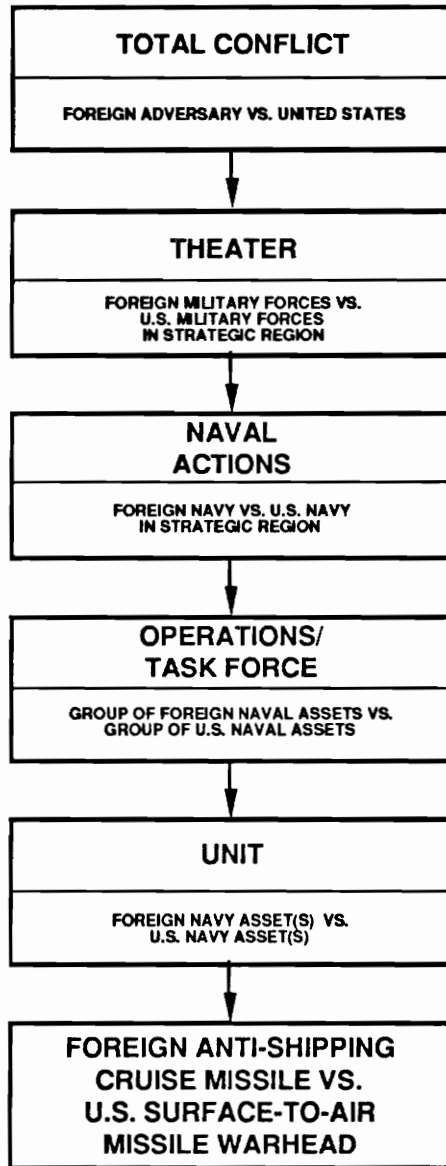 TOTAL CONFLICT
FOREIGN ADVERSARY VS. UNITED STATES
THEATER
FOREIGN MILITARY FORCES VS.
U.S. MILITARY FORCES
IN STRATEGIC REGION
NAVAL
ACTIONS
FOREIGN NAVY VS. U.S. NAVY
IN STRATEGIC REGION
OPERATIONS/
TASK FORCE
GROUP OF FOREIGN NAVAL ASSETS VS.
GROUP OF U.S. NAVAL ASSETS
UNIT
FOREIGN NAVY ASSET(S) VS.
U.S. NAVY ASSET(S)
FOREIGN ANTI-SHIPPING
CRUISE MISSILE VS.
U.S. SURFACE-TO-AIR
MISSILE WARHEAD